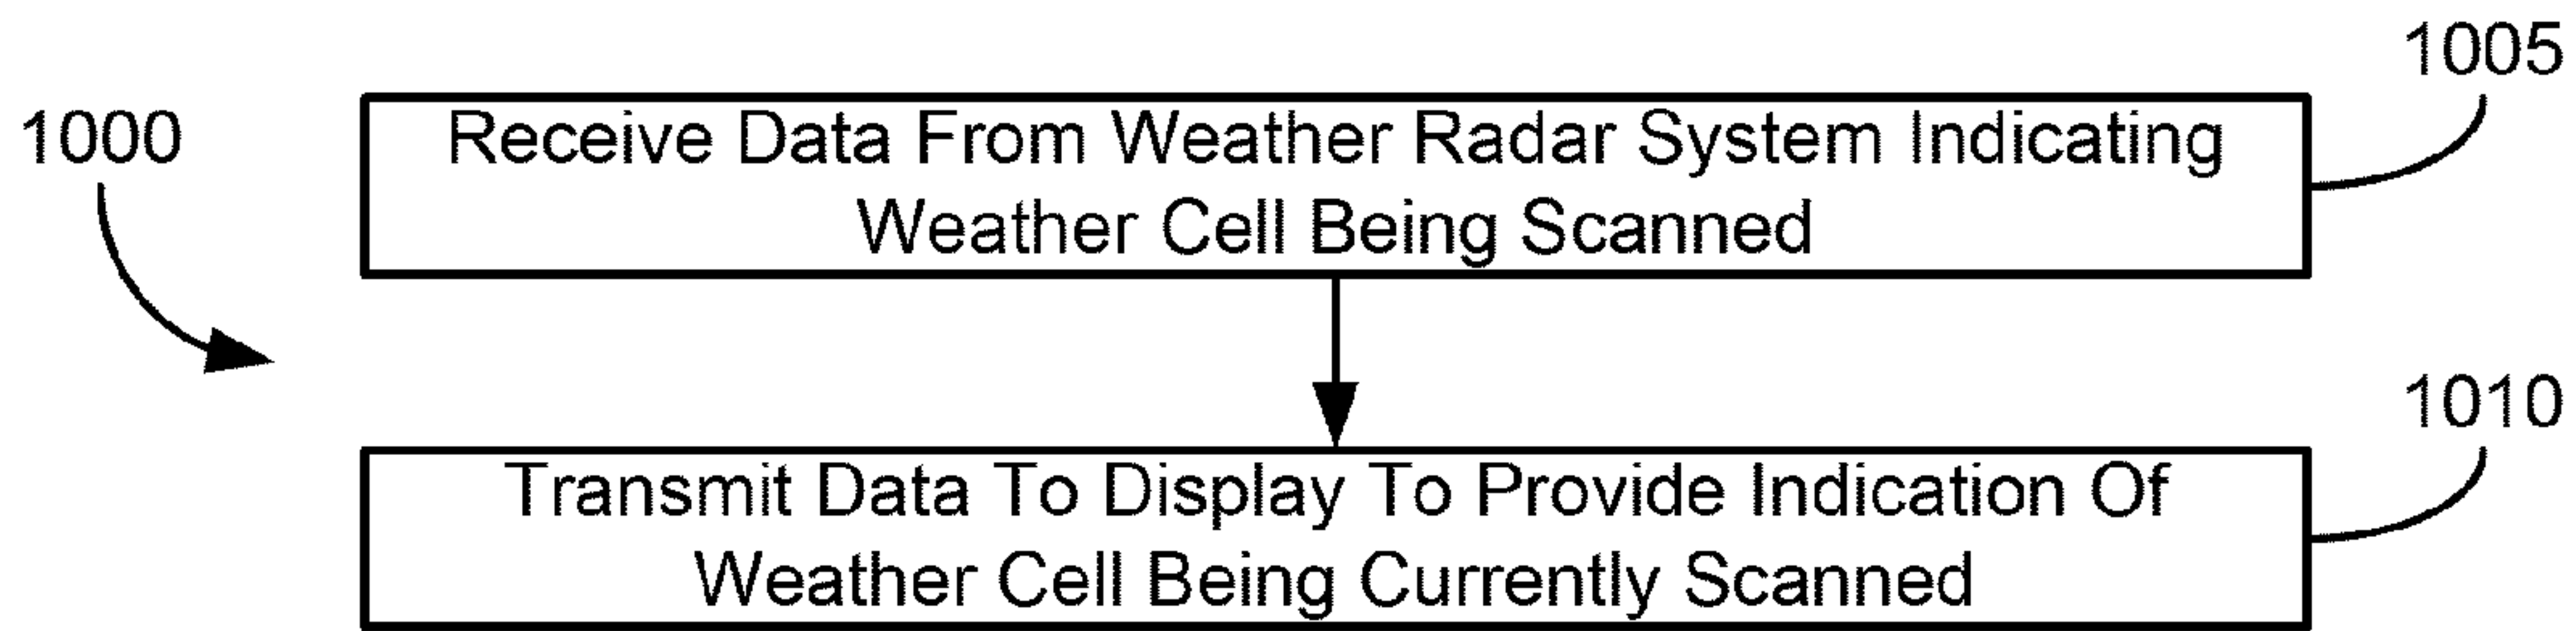 1005
1000
Receive Data From Weather Radar System Indicating
Weather Cell Being Scanned
1010
Transmit Data To Display To Provide Indication Of
Weather Cell Being Currently Scanned